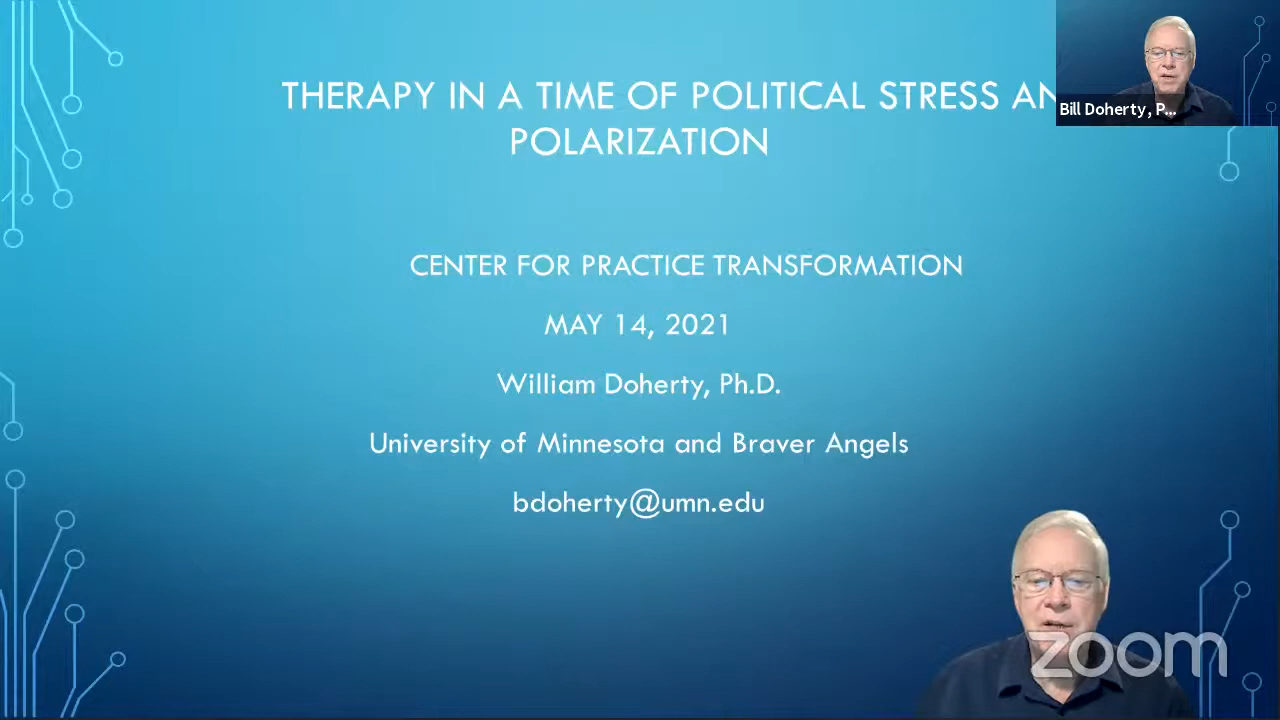 THERAPY IN A TIME OF POLITICAL STRESS AN
POLARIZATION
Bill Doherty, P...
CENTER FOR PRACTICE TRANSFORMATION
MAY 14, 2021
William Doherty, Ph.D.
University of Minnesota and Braver Angels
bdoherty@umn.edu
zoom